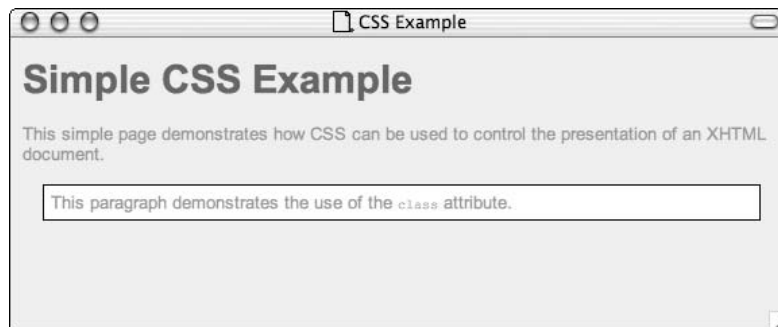 CSS Example
Simple CSS Example
This simple page demonstrates how CSS can be used to control the presentation of an XHTML
document.
This paragraph demonstrates the use of the class attribute.